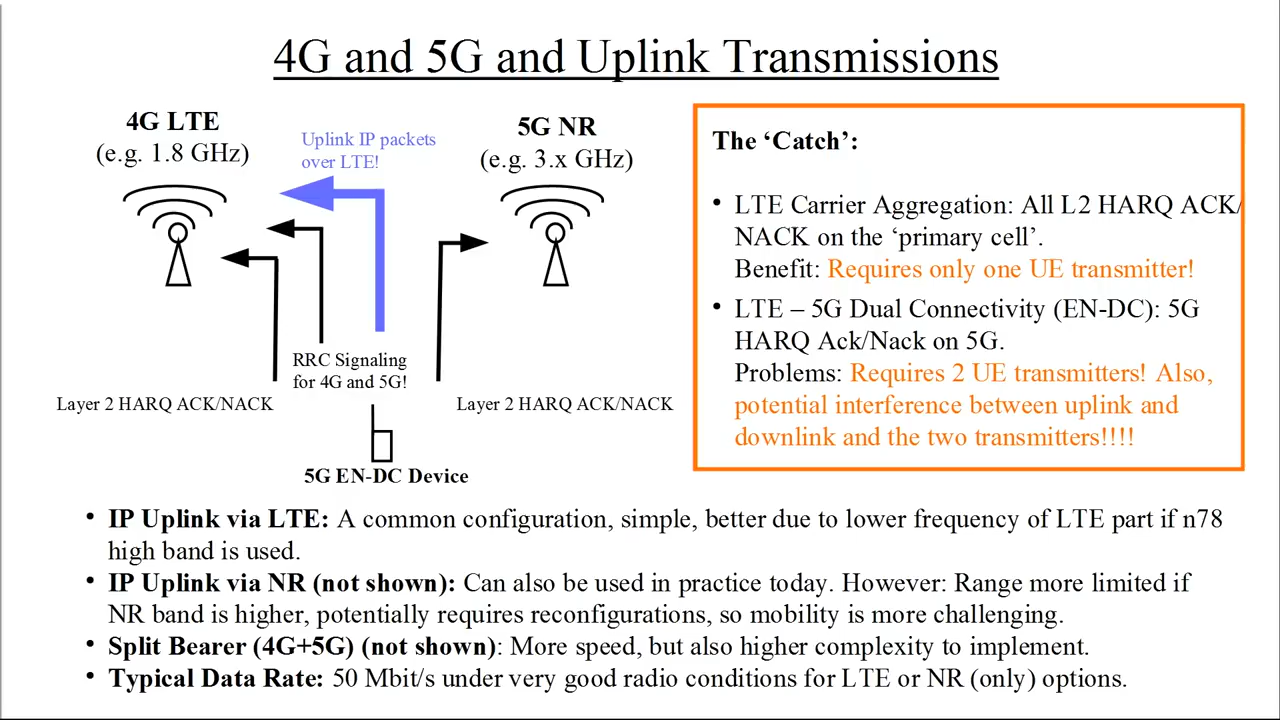 4G and 5G and Uplink Transmissions
4G LTE
(e.g. 1.8 GHz)
Uplink IP packets
over LTE!
5G NR
(e.g. 3.x GHz)
RRC Signaling
for 4G and 5G!
Layer 2 HARQ ACK/NACK
Layer 2 HARQ ACK/NACK
5G EN-DC Device
The ‘Catch’:
• LTE Carrier Aggregation: All L2 HARQ ACK/
NACK on the ‘primary cell’.
Benefit: Requires only one UE transmitter!
• LTE – 5G Dual Connectivity (EN-DC): 5G
HARQ Ack/Nack on 5G.
Problems: Requires 2 UE transmitters! Also,
potential interference between uplink and
downlink and the two transmitters!!!!
• IP Uplink via LTE: A common configuration, simple, better due to lower frequency of LTE part if n78
high band is used.
• IP Uplink via NR (not shown): Can also be used in practice today. However: Range more limited if
NR band is higher, potentially requires reconfigurations, so mobility is more challenging.
• Split Bearer (4G+5G) (not shown): More speed, but also higher complexity to implement.
• Typical Data Rate: 50 Mbit/s under very good radio conditions for LTE or NR (only) options.